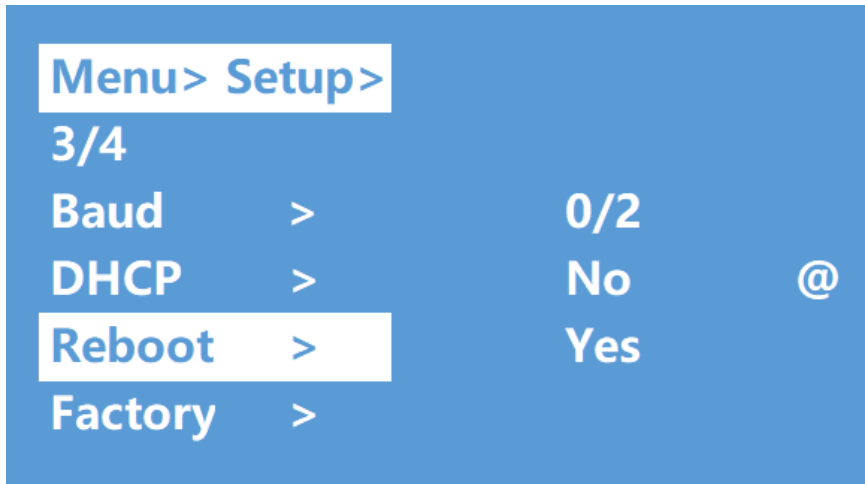 Menu> Setup>
3/4
Baud > 0/2
DHCP > No @
Reboot > Yes
Factory >